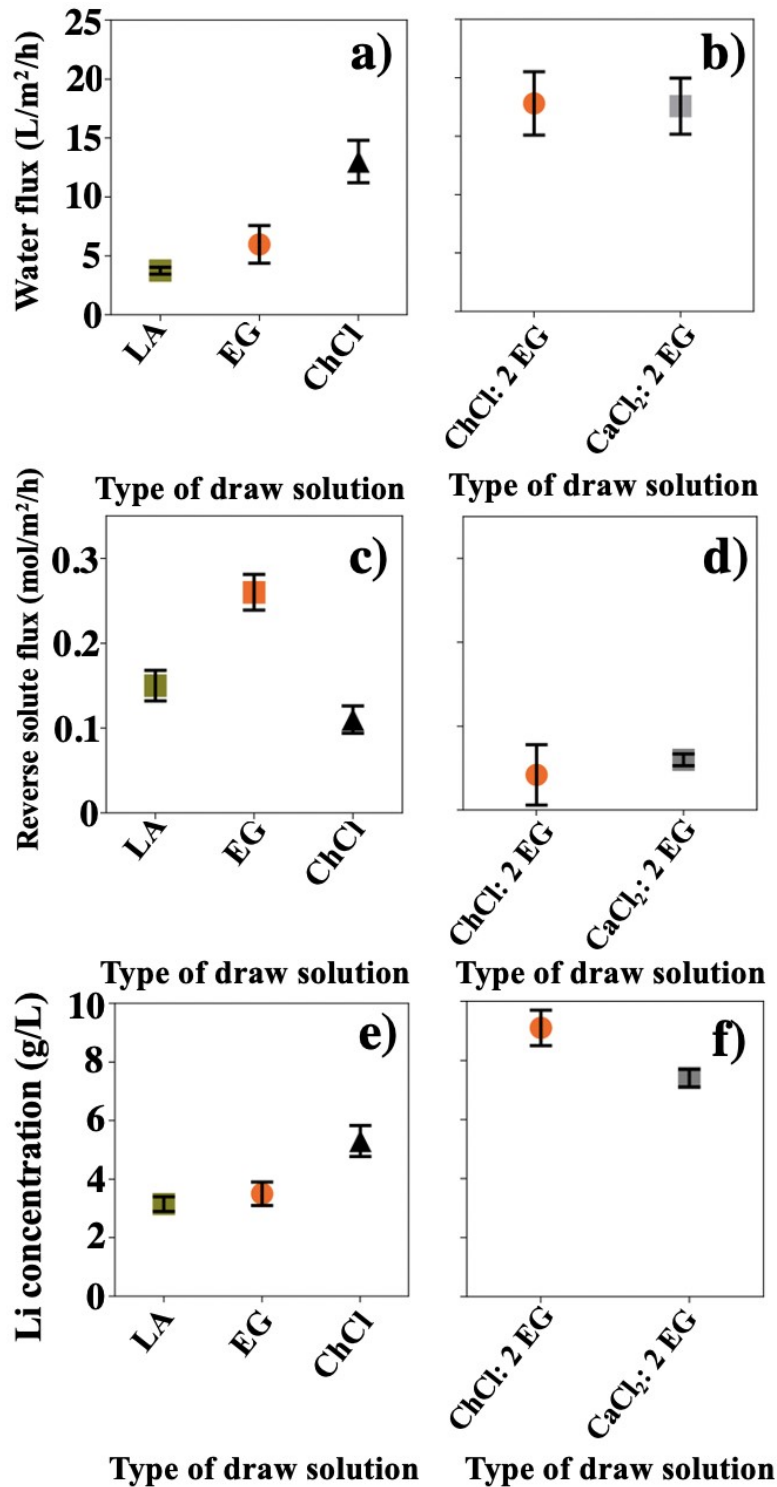 Water flux (L/m²/h)
25
20
15
10
5
0
a)
LA
EG
ChCl
Type of draw solution
b)
ChCl: 2 EG
CaCl₂: 2 EG
Type of draw solution
Reverse solute flux (mol/m²/h)
0.3
0.2
0.1
0
c)
LA
EG
ChCl
Type of draw solution
d)
ChCl: 2 EG
CaCl₂: 2 EG
Type of draw solution
Li concentration (g/L)
10
8
6
4
2
0
e)
LA
EG
ChCl
Type of draw solution
f)
ChCl: 2 EG
CaCl₂: 2 EG
Type of draw solution